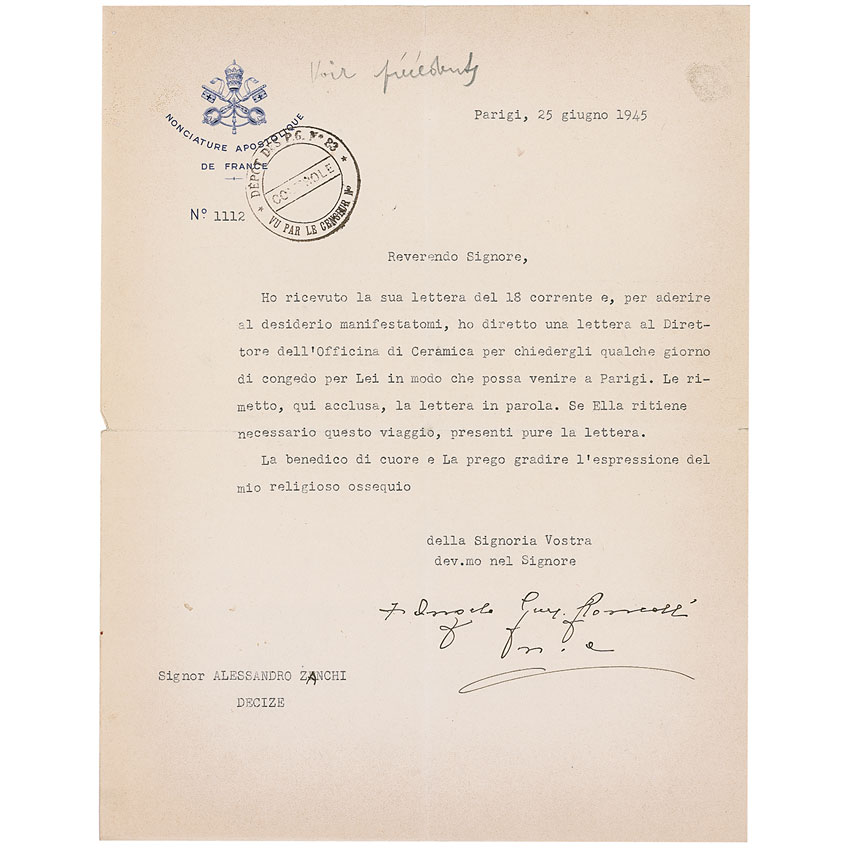 Voir précédents
Parigi, 25 giugno 1945
NONCIATURE APOSTOLIQUE
DE FRANCE
DÉPÔT DES P.G. N° 83
CONTROLE
VU PAR LE CENSEUR N°
N° 1112
Reverendo Signore,
Ho ricevuto la sua lettera del 18 corrente e, per aderire
al desiderio manifestatomi, ho diretto una lettera al Diret-
tore dell'Officina di Ceramica per chiedergli qualche giorno
di congedo per Lei in modo che possa venire a Parigi. Le ri-
metto, qui acclusa, la lettera in parola. Se Ella ritiene
necessario questo viaggio, presenti pure la lettera.
La benedico di cuore e La prego gradire l'espressione del
mio religioso ossequio
della Signoria Vostra
dev.mo nel Signore
+ Angelo Gius. Roncalli
n. a
Signor ALESSANDRO ZANCHI
DECIZE